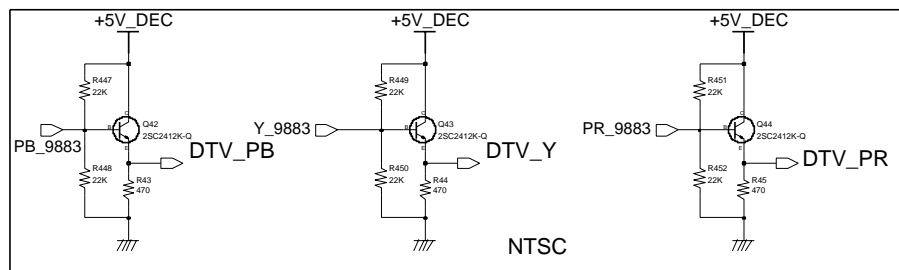 +5V_DEC
+5V_DEC
+5V_DEC
R447
22K
C
Q42
2SC2412K-Q
B
E
PB_9883
DTV_PB
R448
22K
R43
470
R449
22K
C
Q43
2SC2412K-Q
B
E
Y_9883
DTV_Y
R450
22K
R44
470
R451
22K
C
Q44
2SC2412K-Q
B
E
PR_9883
DTV_PR
R452
22K
R45
470
NTSC